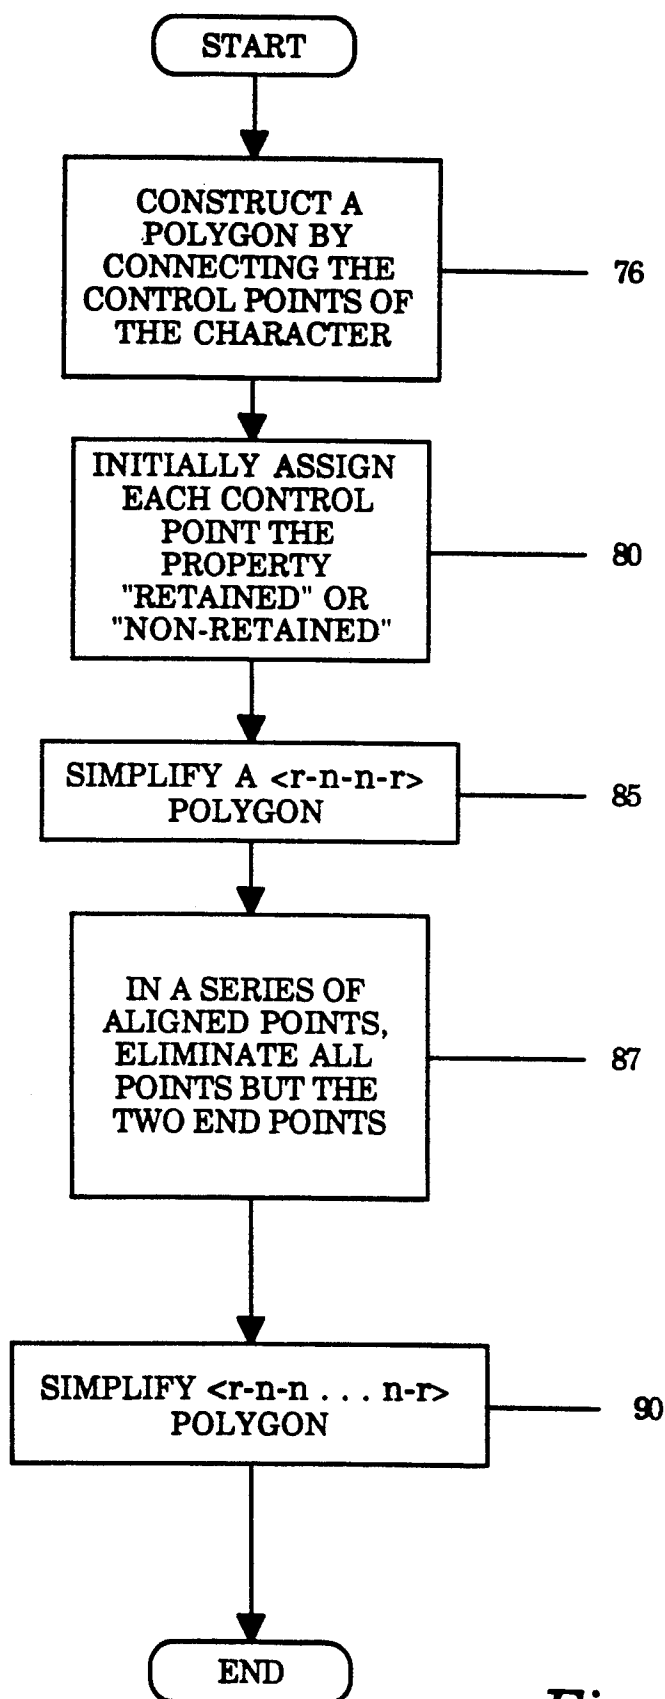 START
CONSTRUCT A
POLYGON BY
CONNECTING THE
CONTROL POINTS OF
THE CHARACTER
76
INITIALLY ASSIGN
EACH CONTROL
POINT THE
PROPERTY
"RETAINED" OR
"NON-RETAINED"
80
SIMPLIFY A <r-n-n-r>
POLYGON
85
IN A SERIES OF
ALIGNED POINTS,
ELIMINATE ALL
POINTS BUT THE
TWO END POINTS
87
SIMPLIFY <r-n-n . . . n-r>
POLYGON
90
END